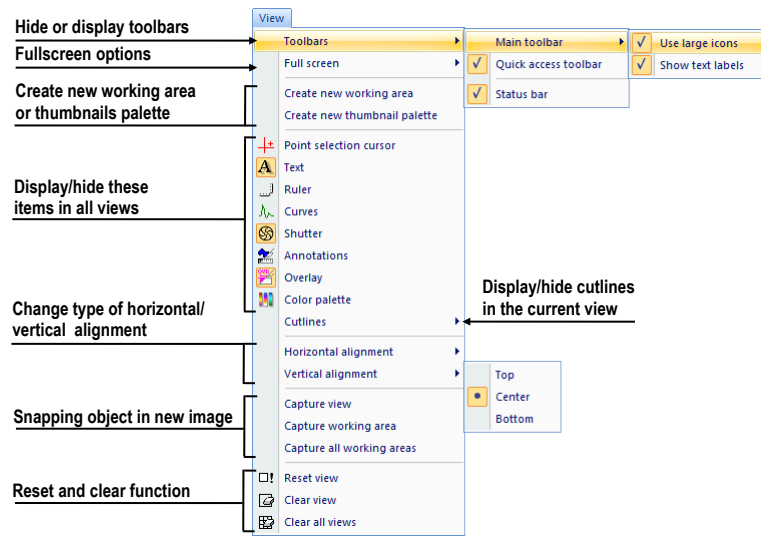 View
Hide or display toolbars
Toolbars
Main toolbar
Use large icons
Fullscreen options
Full screen
Quick access toolbar
Show text labels
Create new working area
or thumbnails palette
Create new working area
Status bar
Create new thumbnail palette
Point selection cursor
Text
Display/hide these
items in all views
Ruler
Curves
Shutter
Annotations
Overlay
Color palette
Cutlines
Display/hide cutlines
in the current view
Change type of horizontal/
vertical alignment
Horizontal alignment
Vertical alignment
Top
Center
Bottom
Snapping object in new image
Capture view
Capture working area
Capture all working areas
Reset and clear function
Reset view
Clear view
Clear all views